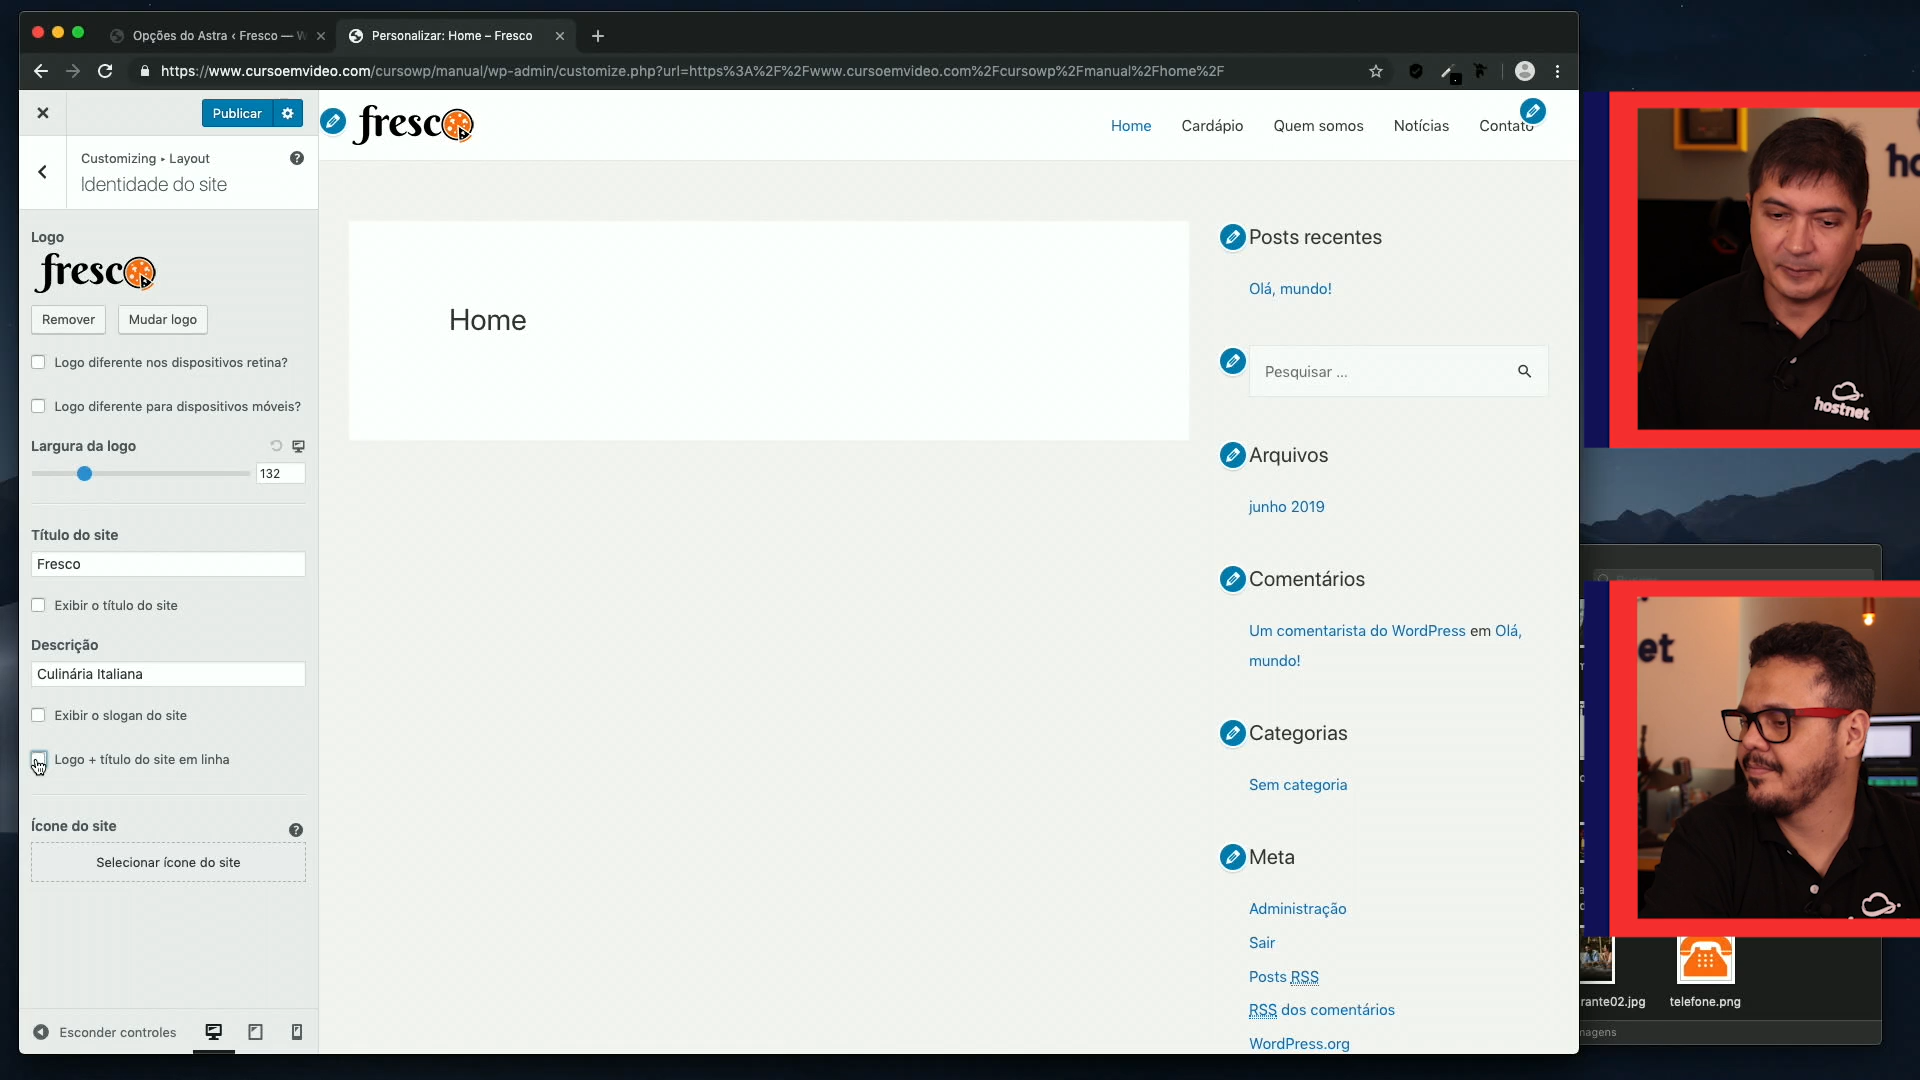 Opções do Astra ‹ Fresco — W
Personalizar: Home – Fresco
https://www.cursoemvideo.com/cursowp/manual/wp-admin/customize.php?url=https%3A%2F%2Fwww.cursoemvideo.com%2Fcursowp%2Fmanual%2Fhome%2F
Publicar
Customizing ▸ Layout
Identidade do site
Logo
fresco
Remover
Mudar logo
Logo diferente nos dispositivos retina?
Logo diferente para dispositivos móveis?
Largura da logo
132
Título do site
Fresco
Exibir o título do site
Descrição
Culinária Italiana
Exibir o slogan do site
Logo + título do site em linha
Ícone do site
Selecionar ícone do site
Esconder controles
fresco
Home
Cardápio
Quem somos
Notícias
Contato
Home
Posts recentes
Olá, mundo!
Pesquisar ...
Arquivos
junho 2019
Comentários
Um comentarista do WordPress em Olá,
mundo!
Categorias
Sem categoria
Meta
Administração
Sair
Posts RSS
RSS dos comentários
WordPress.org
ho
hostnet
et
rante02.jpg
telefone.png
nagens